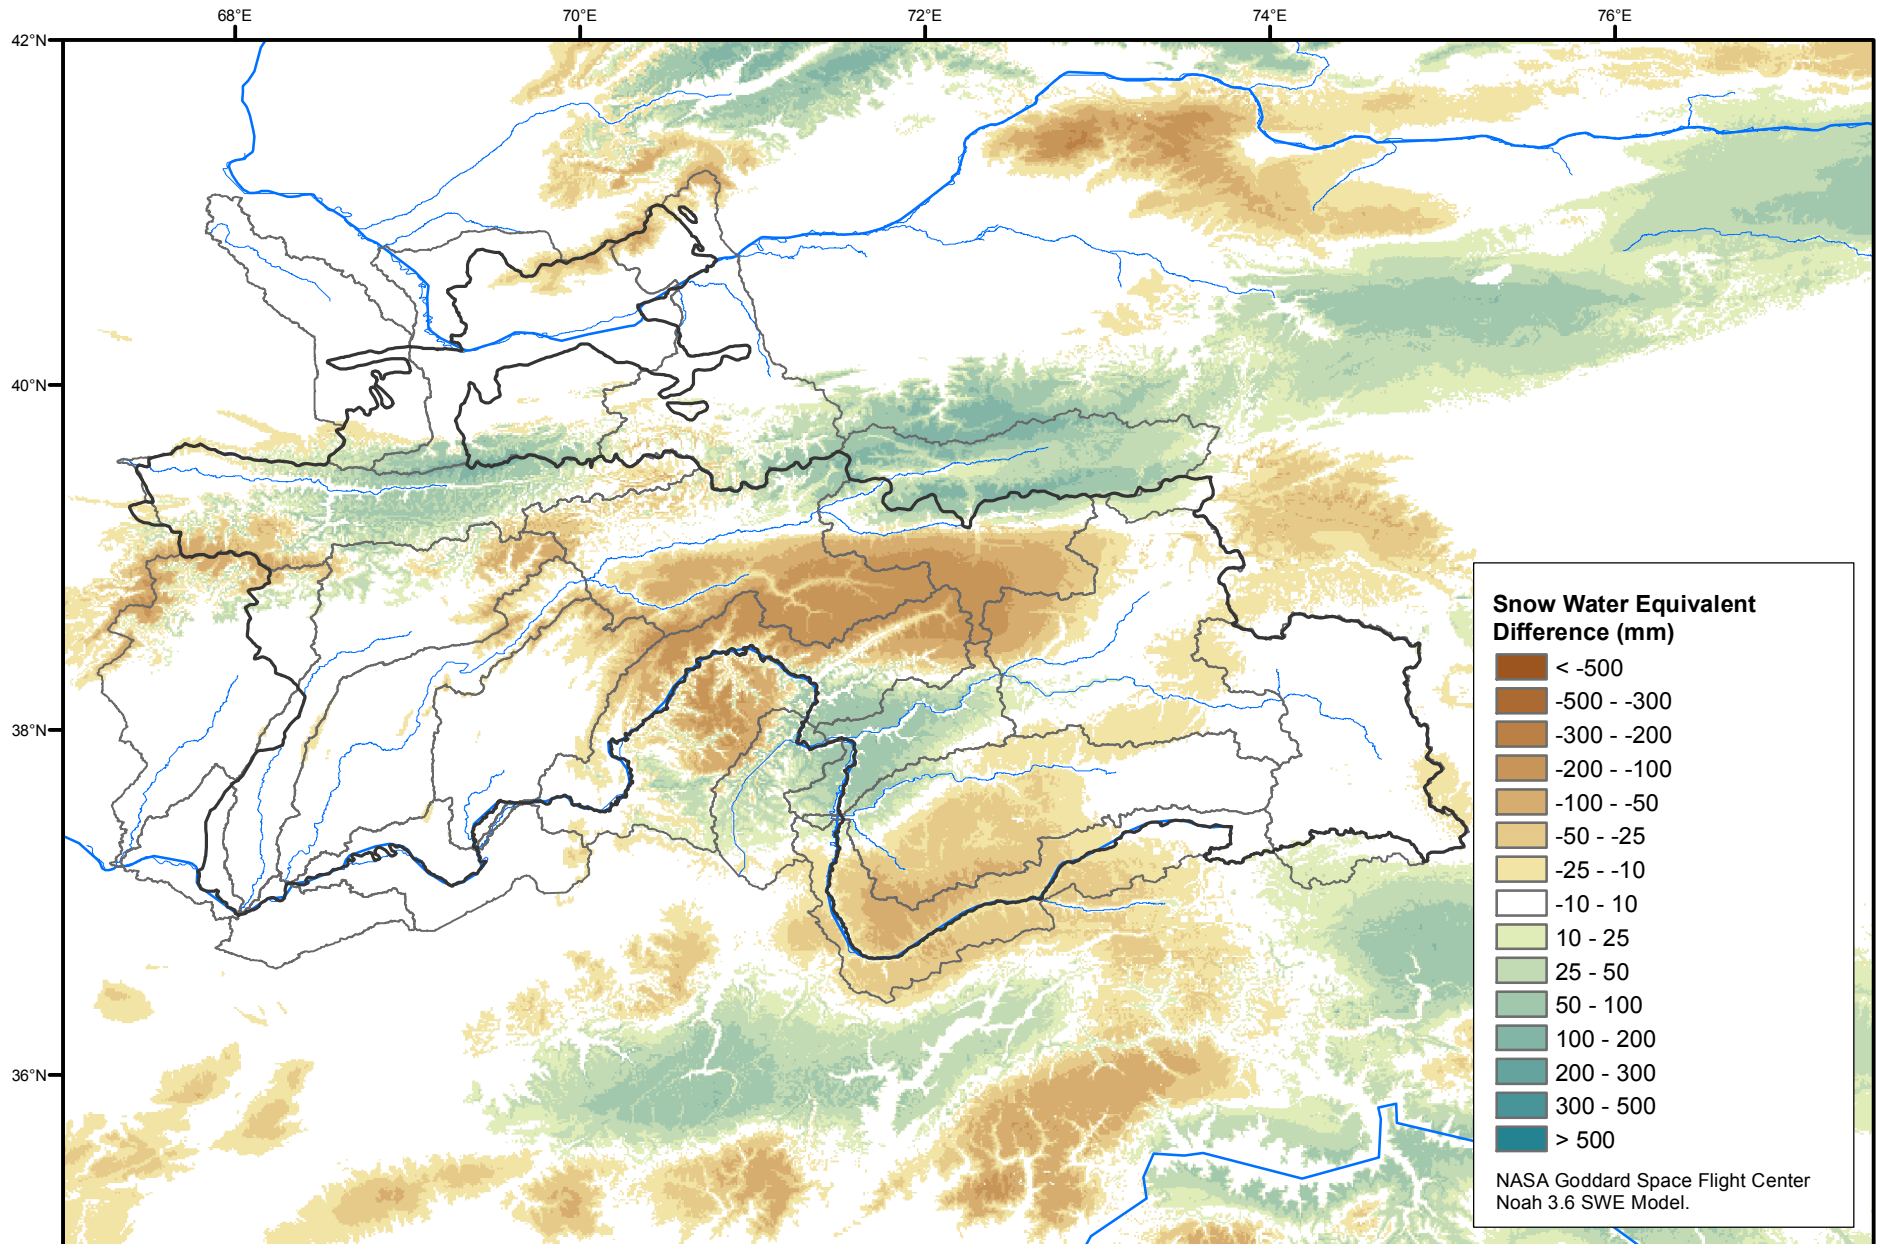 68°E 70°E 72°E 74°E 76°E
42°N
40°N
38°N
36°N
Snow Water Equivalent
Difference (mm)
< -500
-500 - -300
-300 - -200
-200 - -100
-100 - -50
-50 - -25
-25 - -10
-10 - 10
10 - 25
25 - 50
50 - 100
100 - 200
200 - 300
300 - 500
> 500
NASA Goddard Space Flight Center
Noah 3.6 SWE Model.